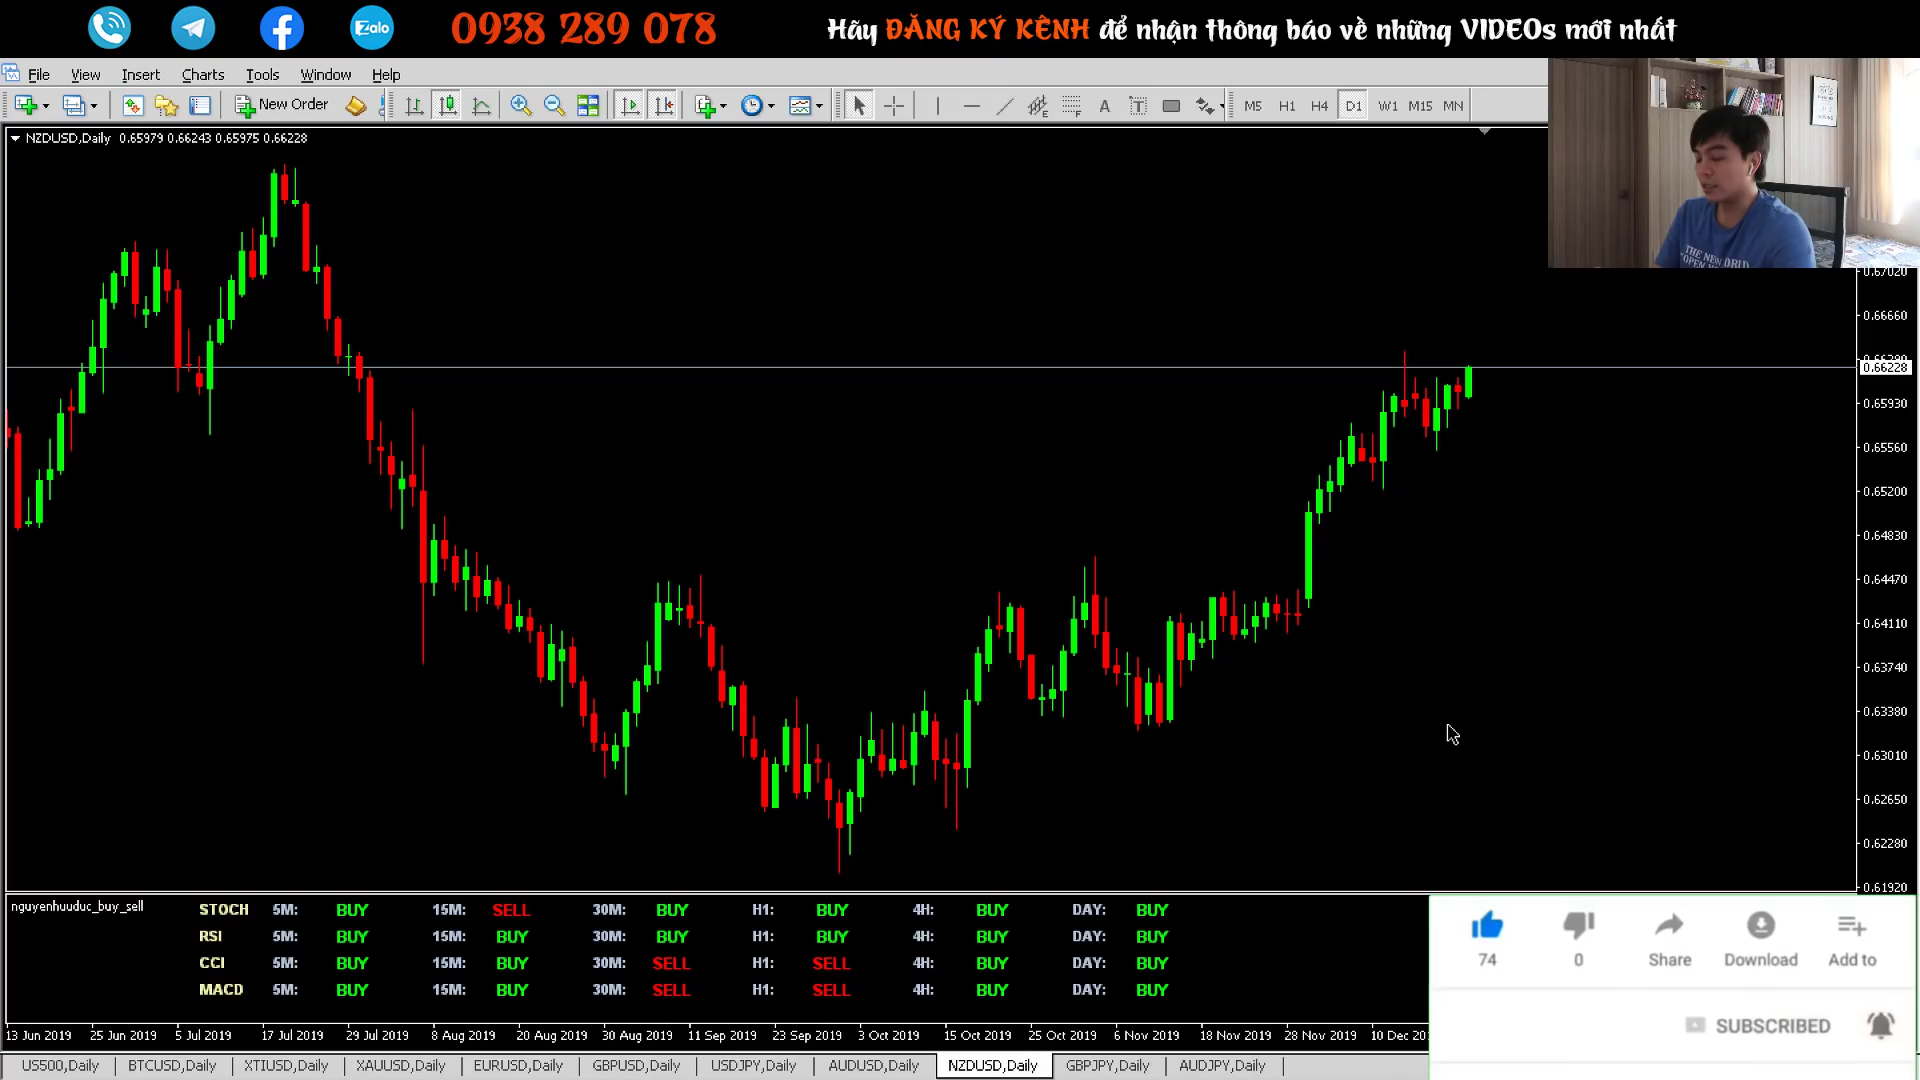 Zalo
0938 289 078
Hãy ĐĂNG KÝ KÊNH để nhận thông báo về những VIDEOs mới nhất
File View Insert Charts Tools Window Help
New Order
A T M5 H1 H4 D1 W1 M15 MN
NZDUSD,Daily 0.65979 0.66243 0.65975 0.66228
THE NEW ORLD
"OPEN
0.67020
0.66660
0.66290
0.66228
0.65930
0.65560
0.65200
0.64830
0.64470
0.64110
0.63740
0.63380
0.63010
0.62650
0.62280
0.61920
nguyenhuuduc_buy_sell
STOCH 5M: BUY 15M: SELL 30M: BUY H1: BUY 4H: BUY DAY: BUY
RSI 5M: BUY 15M: BUY 30M: BUY H1: BUY 4H: BUY DAY: BUY
CCI 5M: BUY 15M: BUY 30M: SELL H1: SELL 4H: BUY DAY: BUY
MACD 5M: BUY 15M: BUY 30M: SELL H1: SELL 4H: BUY DAY: BUY
74 0 Share Download Add to
SUBSCRIBED
13 Jun 2019 25 Jun 2019 5 Jul 2019 17 Jul 2019 29 Jul 2019 8 Aug 2019 20 Aug 2019 30 Aug 2019 11 Sep 2019 23 Sep 2019 3 Oct 2019 15 Oct 2019 25 Oct 2019 6 Nov 2019 18 Nov 2019 28 Nov 2019 10 Dec 201
US500,Daily BTCUSD,Daily XTIUSD,Daily XAUUSD,Daily EURUSD,Daily GBPUSD,Daily USDJPY,Daily AUDUSD,Daily NZDUSD,Daily GBPJPY,Daily AUDJPY,Daily